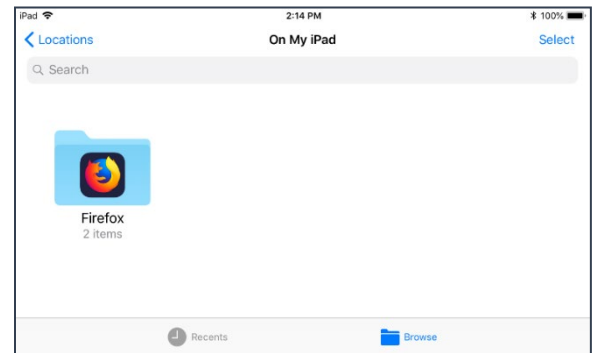 iPad 2:14 PM 100%
Locations On My iPad Select
Search
Firefox
2 items
Recents Browse